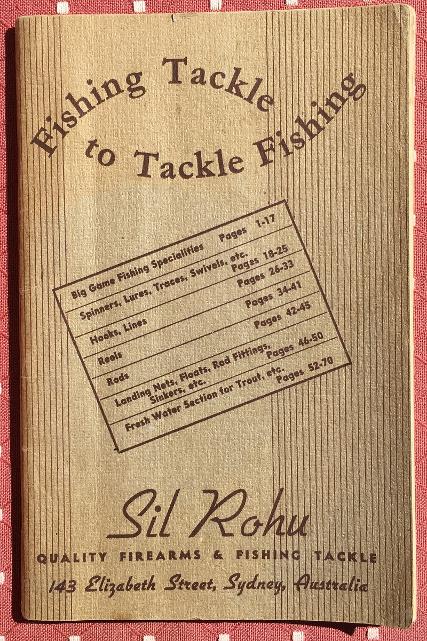 Fishing Tackle
to Tackle Fishing
Big Game Fishing Specialities Pages 1-17
Spinners, Lures, Traces, Swivels, etc.
Pages 18-25
Hooks, Lines Pages 26-33
Reels Pages 34-41
Rods Pages 42-45
Landing Nets, Floats, Rod Fittings,
Sinkers, etc. Pages 46-50
Fresh Water Section for Trout, etc.
Pages 52-70
Sil Rohu
QUALITY FIREARMS & FISHING TACKLE
143 Elizabeth Street, Sydney, Australia